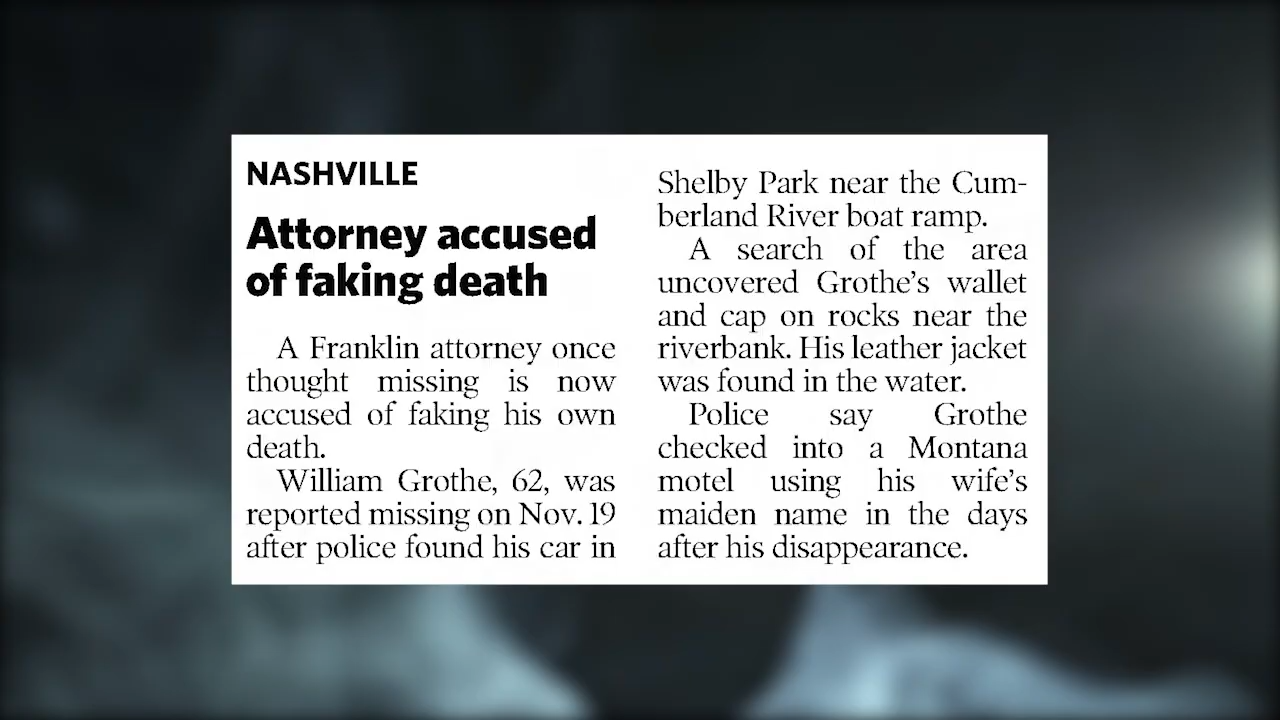 NASHVILLE
Attorney accused
of faking death
A Franklin attorney once
thought missing is now
accused of faking his own
death.
William Grothe, 62, was
reported missing on Nov. 19
after police found his car in
Shelby Park near the Cum-
berland River boat ramp.
A search of the area
uncovered Grothe's wallet
and cap on rocks near the
riverbank. His leather jacket
was found in the water.
Police say Grothe
checked into a Montana
motel using his wife's
maiden name in the days
after his disappearance.